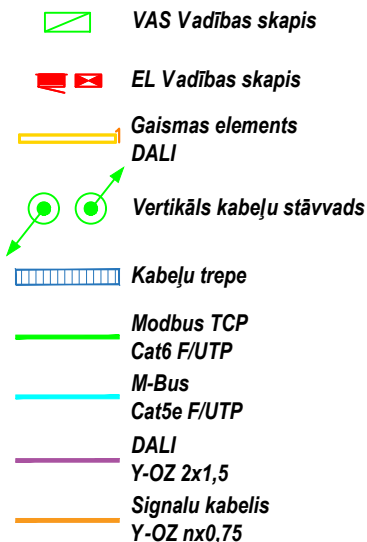 VAS Vadības skapis
EL Vadības skapis
Gaismas elements
DALI
Vertikāls kabeļu stāvvads
Kabeļu trepe
Modbus TCP
Cat6 F/UTP
M-Bus
Cat5e F/UTP
DALI
Y-OZ 2x1,5
Signalu kabelis
Y-OZ nx0,75